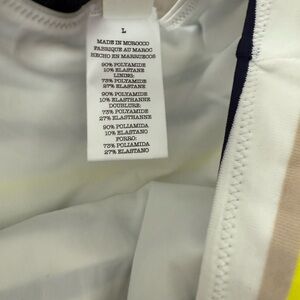 L
MADE IN MOROCCO
FABRIQUÉ AU MAROC
HECHO EN MARRUECOS
90% POLYAMIDE
10% ELASTANE
LINING:
73% POLYAMIDE
27% ELASTANE
90% POLYAMIDE
10% ELASTHANNE
DOUBLURE:
73% POLYAMIDE
27% ELASTHANNE
90% POLIAMIDA
10% ELASTANO
FORRO:
73% POLIAMIDA
27% ELASTANO